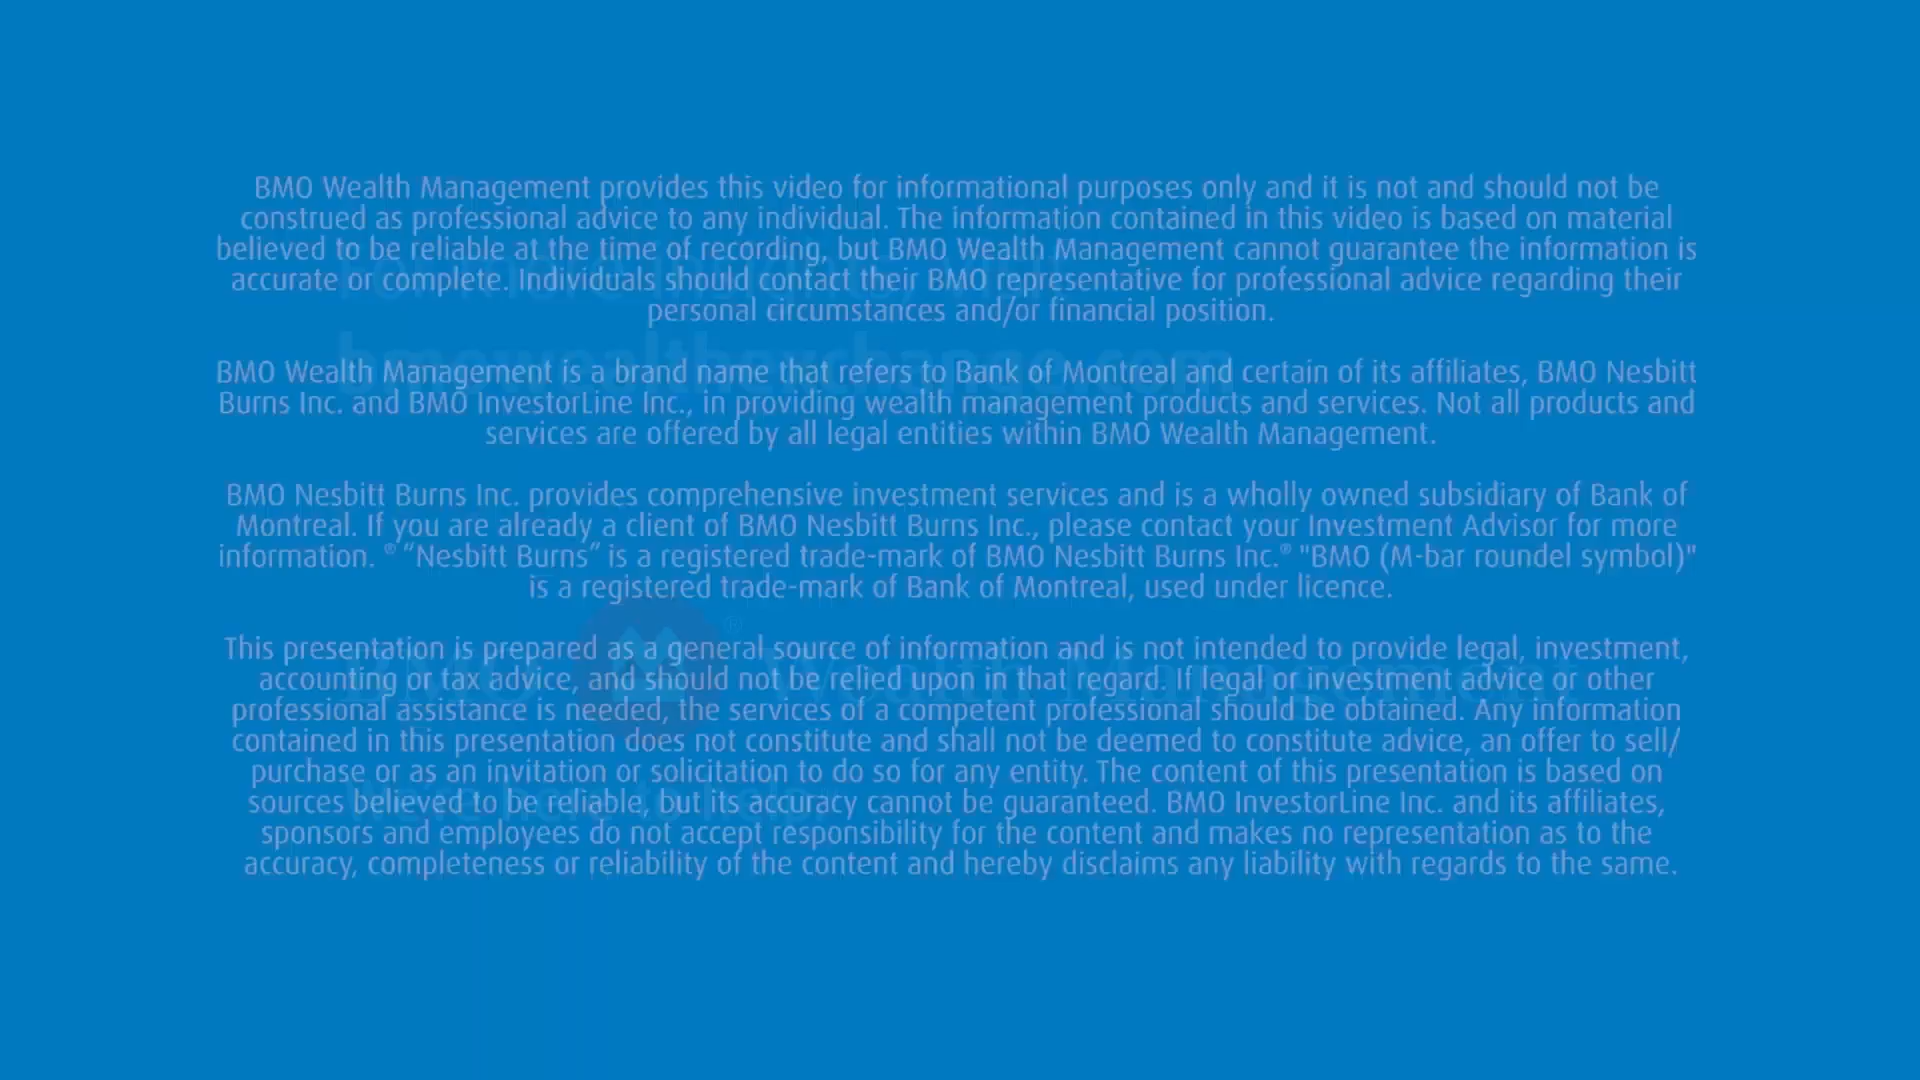 BMO Wealth Management provides this video for informational purposes only and it is not and should not be
construed as professional advice to any individual. The information contained in this video is based on material
believed to be reliable at the time of recording, but BMO Wealth Management cannot guarantee the information is
accurate or complete. Individuals should contact their BMO representative for professional advice regarding their
personal circumstances and/or financial position.
BMO Wealth Management is a brand name that refers to Bank of Montreal and certain of its affiliates, BMO Nesbitt
Burns Inc. and BMO InvestorLine Inc., in providing wealth management products and services. Not all products and
services are offered by all legal entities within BMO Wealth Management.
BMO Nesbitt Burns Inc. provides comprehensive investment services and is a wholly owned subsidiary of Bank of
Montreal. If you are already a client of BMO Nesbitt Burns Inc., please contact your Investment Advisor for more
information. ® “Nesbitt Burns” is a registered trade-mark of BMO Nesbitt Burns Inc.® "BMO (M-bar roundel symbol)"
is a registered trade-mark of Bank of Montreal, used under licence.
This presentation is prepared as a general source of information and is not intended to provide legal, investment,
accounting or tax advice, and should not be relied upon in that regard. If legal or investment advice or other
professional assistance is needed, the services of a competent professional should be obtained. Any information
contained in this presentation does not constitute and shall not be deemed to constitute advice, an offer to sell/
purchase or as an invitation or solicitation to do so for any entity. The content of this presentation is based on
sources believed to be reliable, but its accuracy cannot be guaranteed. BMO InvestorLine Inc. and its affiliates,
sponsors and employees do not accept responsibility for the content and makes no representation as to the
accuracy, completeness or reliability of the content and hereby disclaims any liability with regards to the same.
For more insights, visit
bmowealthexchange.com
BMO ® Wealth Management
We're here to help.